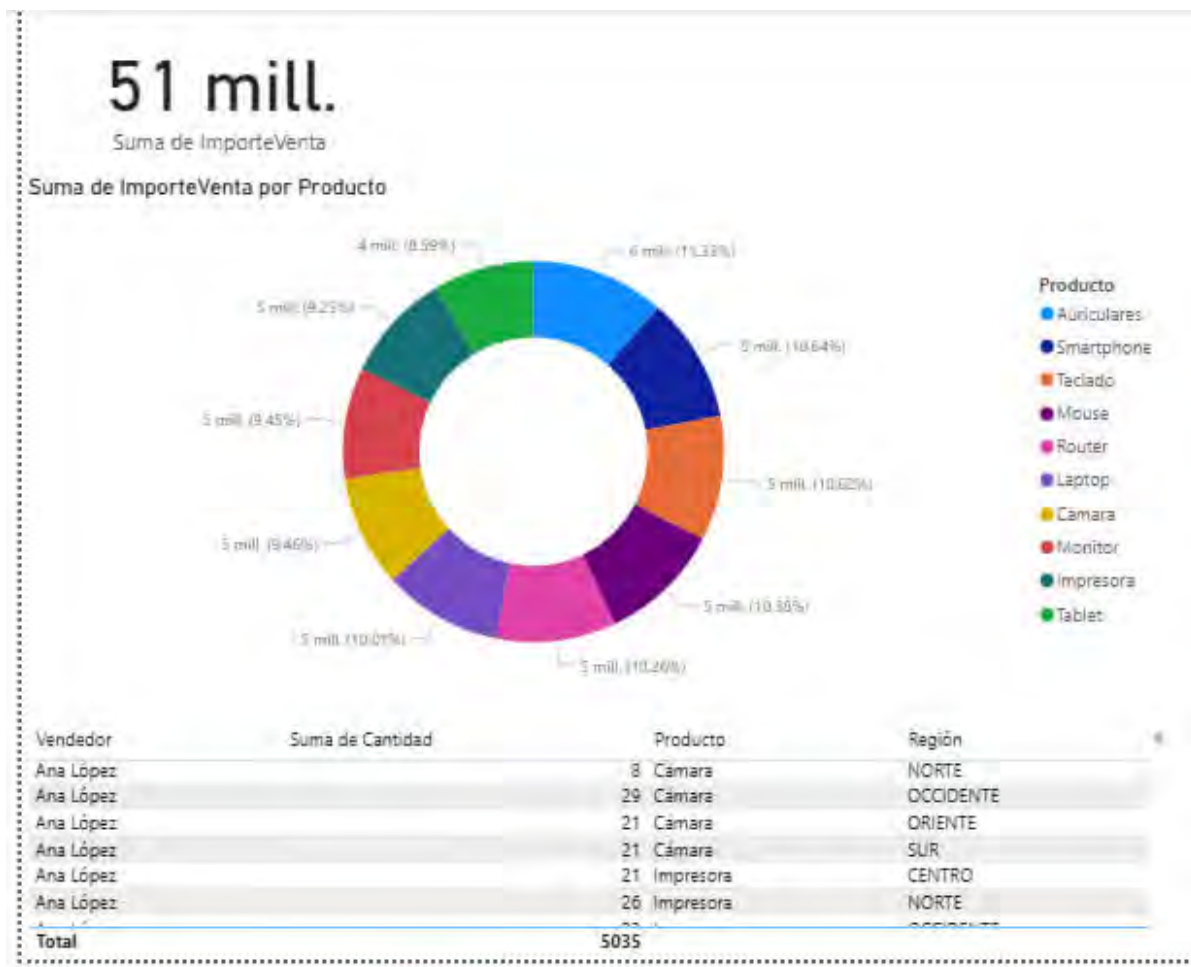 51 mill.
Suma de ImporteVenta
Suma de ImporteVenta por Producto
4 mill. (8.59%)
6 mill. (11.33%)
5 mill. (9.25%)
5 mill. (10.64%)
5 mill. (9.45%)
5 mill. (10.62%)
5 mill. (9.46%)
5 mill.
5 mill. (10.01%)
5 mill. (10.26%)
Producto
Auriculares
Smartphone
Teclado
Mouse
Router
Laptop
Cámara
Monitor
Impresora
Tablet
Vendedor Suma de Cantidad Producto Región
Ana López 8 Cámara NORTE
Ana López 29 Cámara OCCIDENTE
Ana López 21 Cámara ORIENTE
Ana López 21 Cámara SUR
Ana López 21 Impresora CENTRO
Ana López 26 Impresora NORTE
Total 5035